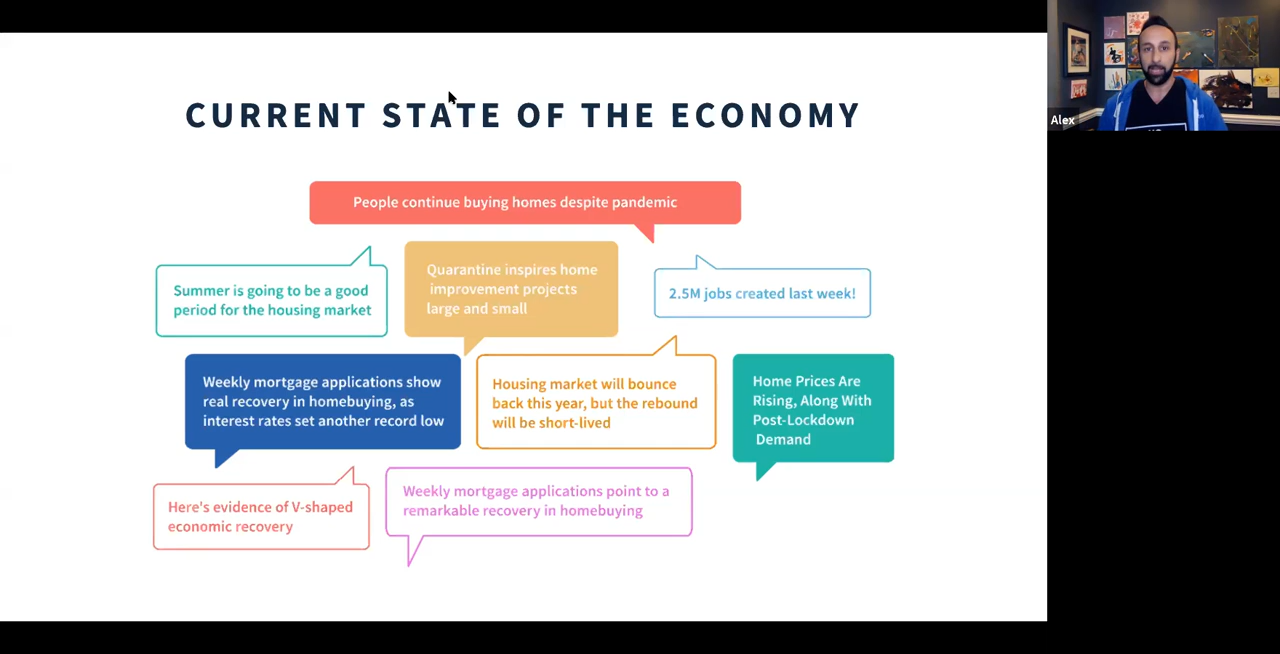 CURRENT STATE OF THE ECONOMY
Alex
People continue buying homes despite pandemic
Summer is going to be a good
period for the housing market
Quarantine inspires home
improvement projects
large and small
2.5M jobs created last week!
Weekly mortgage applications show
real recovery in homebuying, as
interest rates set another record low
Housing market will bounce
back this year, but the rebound
will be short-lived
Home Prices Are
Rising, Along With
Post-Lockdown
Demand
Here's evidence of V-shaped
economic recovery
Weekly mortgage applications point to a
remarkable recovery in homebuying